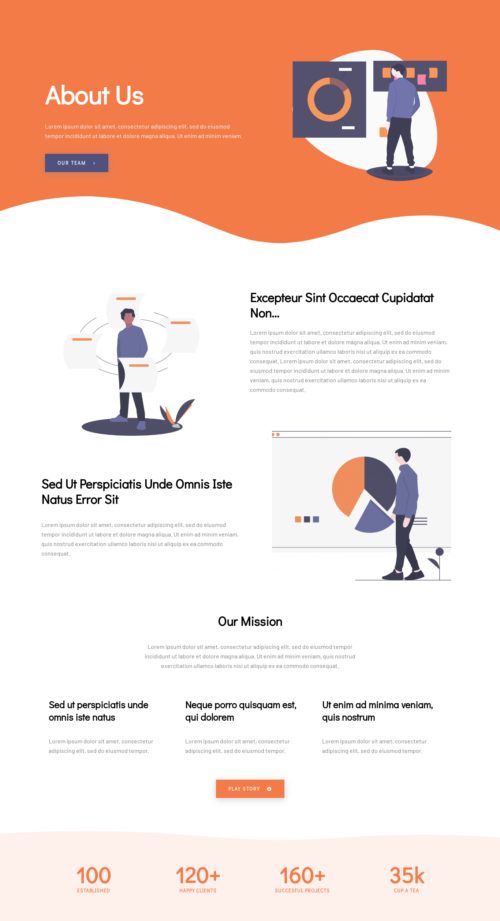 About Us
Lorem ipsum dolor sit amet, consectetur adipiscing elit, sed do eiusmod
tempor incididunt ut labore et dolore magna aliqua. Ut enim ad minim veniam.
OUR TEAM
Excepteur Sint Occaecat Cupidatat
Non...
Lorem ipsum dolor sit amet, consectetur adipiscing elit, sed do eiusmod
tempor incididunt ut labore et dolore magna aliqua. Ut enim ad minim veniam,
quis nostrud exercitation ullamco laboris nisi ut aliquip ex ea commodo
consequat. Lorem ipsum dolor sit amet, consectetur adipiscing elit, sed do
eiusmod tempor incididunt ut labore et dolore magna aliqua. Ut enim ad minim
veniam, quis nostrud exercitation ullamco laboris nisi ut aliquip ex ea
commodo consequat.
Sed Ut Perspiciatis Unde Omnis Iste
Natus Error Sit
Lorem ipsum dolor sit amet, consectetur adipiscing elit, sed do eiusmod
tempor incididunt ut labore et dolore magna aliqua. Ut enim ad minim veniam,
quis nostrud exercitation ullamco laboris nisi ut aliquip ex ea commodo
consequat.
Our Mission
Lorem ipsum dolor sit amet, consectetur adipiscing elit, sed do eiusmod tempor
incididunt ut labore et dolore magna aliqua. Ut enim ad minim veniam, quis nostrud
exercitation ullamco laboris nisi ut aliquip ex ea commodo consequat.
Sed ut perspiciatis unde
omnis iste natus
Lorem ipsum dolor sit amet, consectetur
adipiscing elit, sed do eiusmod tempor.
Neque porro quisquam est,
qui dolorem
Lorem ipsum dolor sit amet, consectetur
adipiscing elit, sed do eiusmod tempor.
Ut enim ad minima veniam,
quis nostrum
Lorem ipsum dolor sit amet, consectetur
adipiscing elit, sed do eiusmod tempor.
PLAY STORY
100
ESTABLISHED
120+
HAPPY CLIENTS
160+
SUCCESFUL PROJECTS
35k
CUP A TEA